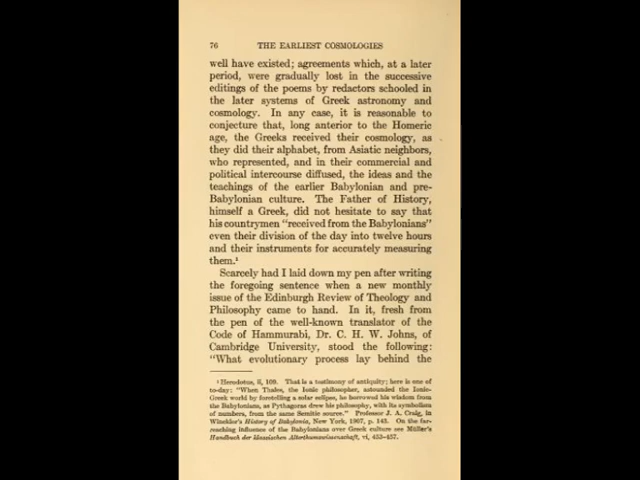 76 THE EARLIEST COSMOLOGIES
well have existed; agreements which, at a later
period, were gradually lost in the successive
editings of the poems by redactors schooled in
the later systems of Greek astronomy and
cosmology. In any case, it is reasonable to
conjecture that, long anterior to the Homeric
age, the Greeks received their cosmology, as
they did their alphabet, from Asiatic neighbors,
who represented, and in their commercial and
political intercourse diffused, the ideas and the
teachings of the earlier Babylonian and pre-
Babylonian culture. The Father of History,
himself a Greek, did not hesitate to say that
his countrymen "received from the Babylonians"
even their division of the day into twelve hours
and their instruments for accurately measuring
them.¹
Scarcely had I laid down my pen after writing
the foregoing sentence when a new monthly
issue of the Edinburgh Review of Theology and
Philosophy came to hand. In it, fresh from
the pen of the well-known translator of the
Code of Hammurabi, Dr. C. H. W. Johns, of
Cambridge University, stood the following:
"What evolutionary process lay behind the
¹ Herodotus, ii, 109. That is a testimony of antiquity; here is one of
to-day: "When Thales, the Ionic philosopher, astounded the Ionic-
Greek world by foretelling a solar eclipse, he borrowed his wisdom from
the Babylonians, as Pythagoras drew his philosophy, with its symbolism
of numbers, from the same Semitic source." Professor J. A. Craig, in
Winckler's History of Babylonia, New York, 1907, p. 143. On the far-
reaching influence of the Babylonians over Greek culture see Müller's
Handbuch der klassischen Alterthumswissenschaft, vi, 453-457.